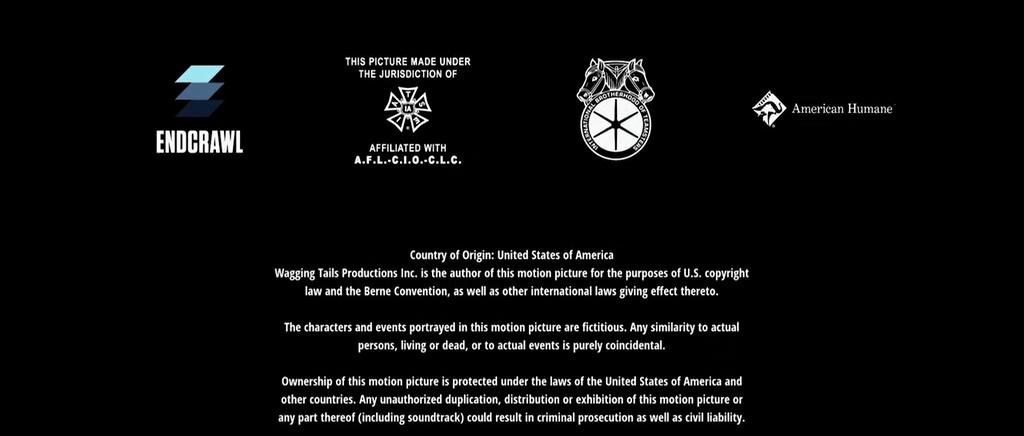 THIS PICTURE MADE UNDER
THE JURISDICTION OF
IATSE
AFFILIATED WITH
A.F.L.-C.I.O.-C.L.C.
ENDCRAWL
INTERNATIONAL BROTHERHOOD OF TEAMSTERS
American Humane
Country of Origin: United States of America
Wagging Tails Productions Inc. is the author of this motion picture for the purposes of U.S. copyright
law and the Berne Convention, as well as other international laws giving effect thereto.
The characters and events portrayed in this motion picture are fictitious. Any similarity to actual
persons, living or dead, or to actual events is purely coincidental.
Ownership of this motion picture is protected under the laws of the United States of America and
other countries. Any unauthorized duplication, distribution or exhibition of this motion picture or
any part thereof (including soundtrack) could result in criminal prosecution as well as civil liability.